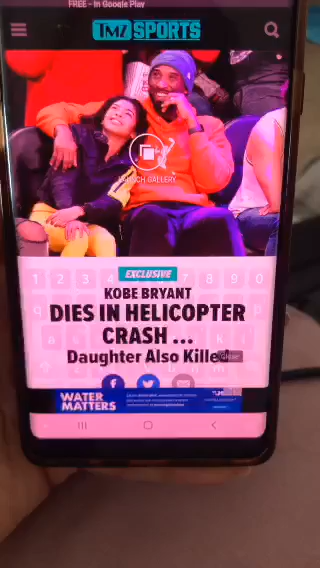 FREE - In Google Play
TMZ SPORTS
LAUNCH GALLERY
EXCLUSIVE
KOBE BRYANT
DIES IN HELICOPTER
CRASH ...
Daughter Also Killed
close
WATER
MATTERS